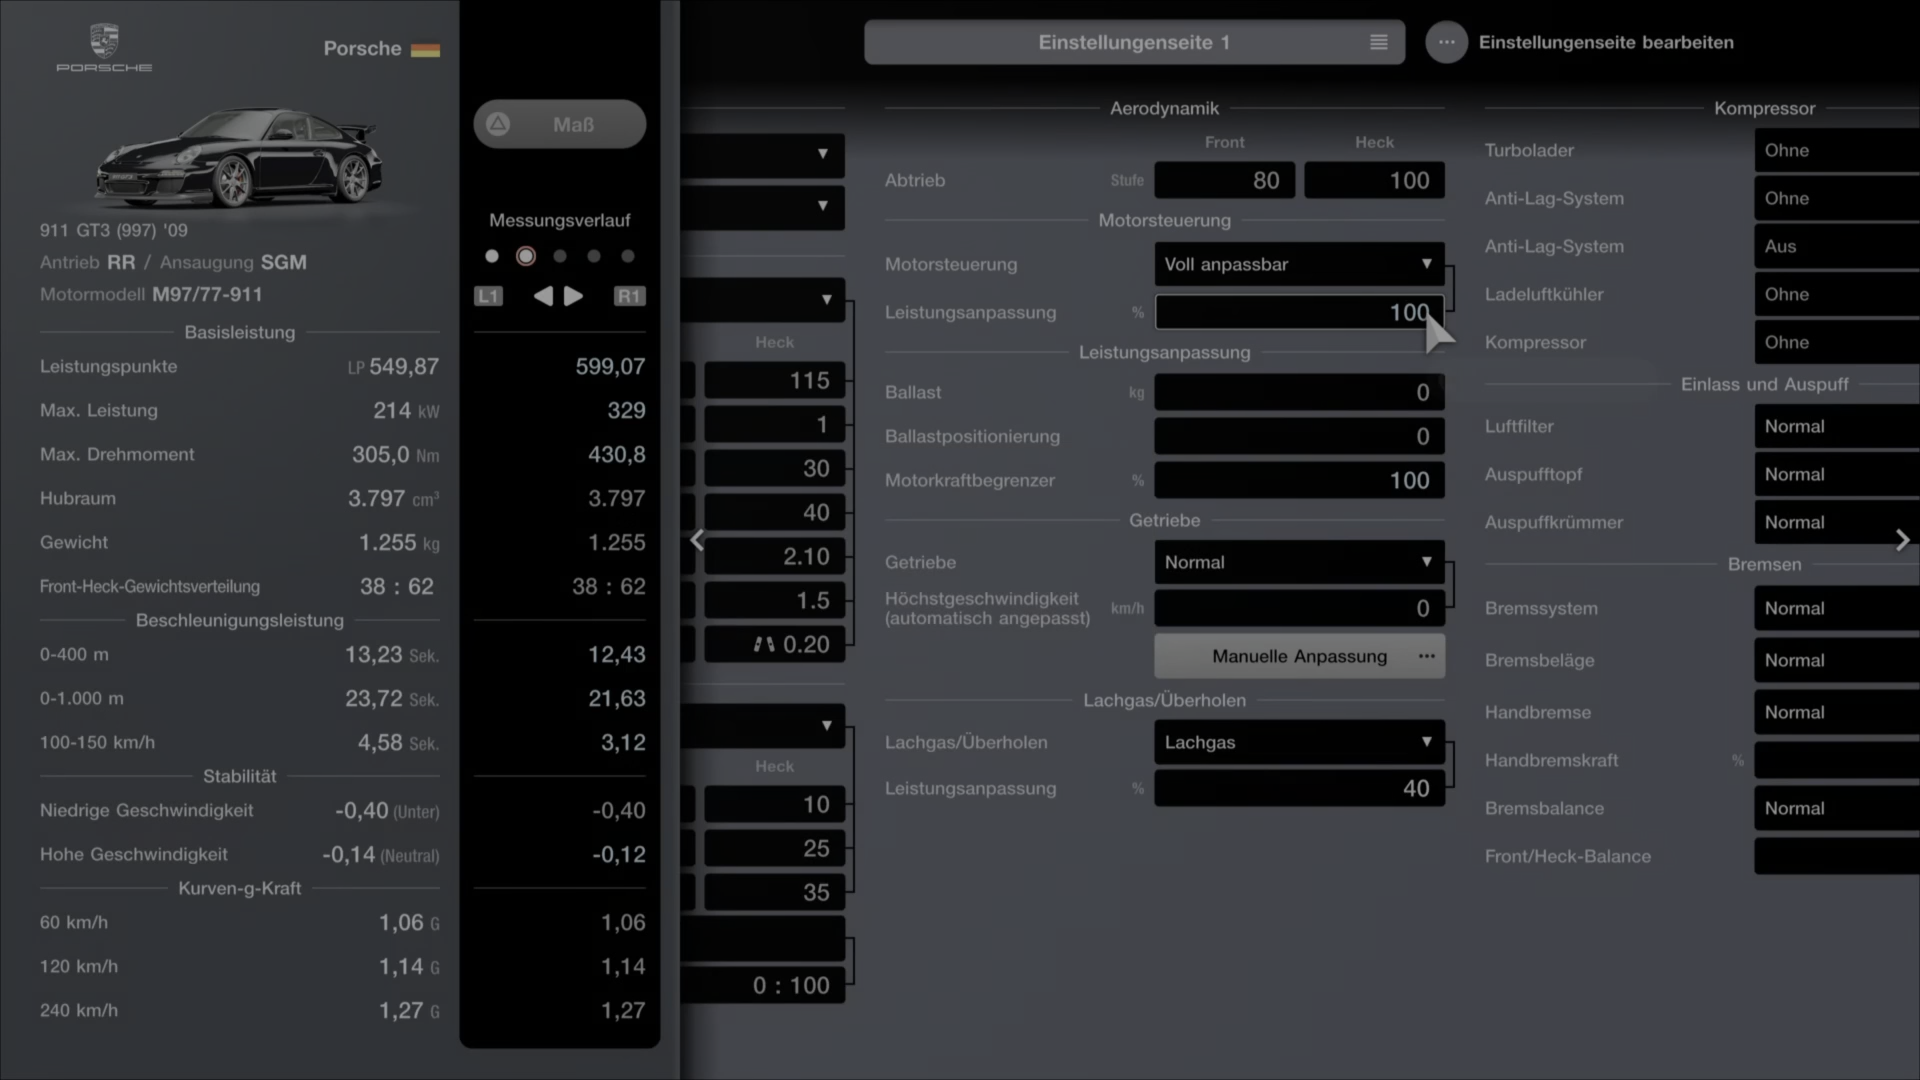 PORSCHE
Porsche
911 GT3 (997) '09
Antrieb RR / Ansaugung SGM
Motormodell M97/77-911
Basisleistung
Leistungspunkte LP 549,87 599,07
Max. Leistung 214 kW 329
Max. Drehmoment 305,0 Nm 430,8
Hubraum 3.797 cm³ 3.797
Gewicht 1.255 kg 1.255
Front-Heck-Gewichtsverteilung 38 : 62 38 : 62
Beschleunigungsleistung
0-400 m 13,23 Sek. 12,43
0-1.000 m 23,72 Sek. 21,63
100-150 km/h 4,58 Sek. 3,12
Stabilität
Niedrige Geschwindigkeit -0,40 (Unter) -0,40
Hohe Geschwindigkeit -0,14 (Neutral) -0,12
Kurven-g-Kraft
60 km/h 1,06 G 1,06
120 km/h 1,14 G 1,14
240 km/h 1,27 G 1,27
Maß
Messungsverlauf
L1 R1
Heck
115
1
30
40
2.10
1.5
0.20
Heck
10
25
35
0 : 100
Einstellungenseite 1
Einstellungenseite bearbeiten
Aerodynamik
Front Heck
Abtrieb Stufe 80 100
Motorsteuerung
Motorsteuerung Voll anpassbar
Leistungsanpassung % 100
Leistungsanpassung
Ballast kg 0
Ballastpositionierung 0
Motorkraftbegrenzer % 100
Getriebe
Getriebe Normal
Höchstgeschwindigkeit
(automatisch angepasst) km/h 0
Manuelle Anpassung
Lachgas/Überholen
Lachgas/Überholen Lachgas
Leistungsanpassung % 40
Kompressor
Turbolader Ohne
Anti-Lag-System Ohne
Anti-Lag-System Aus
Ladeluftkühler Ohne
Kompressor Ohne
Einlass und Auspuff
Luftfilter Normal
Auspufftopf Normal
Auspuffkrümmer Normal
Bremsen
Bremssystem Normal
Bremsbeläge Normal
Handbremse Normal
Handbremskraft %
Bremsbalance Normal
Front/Heck-Balance